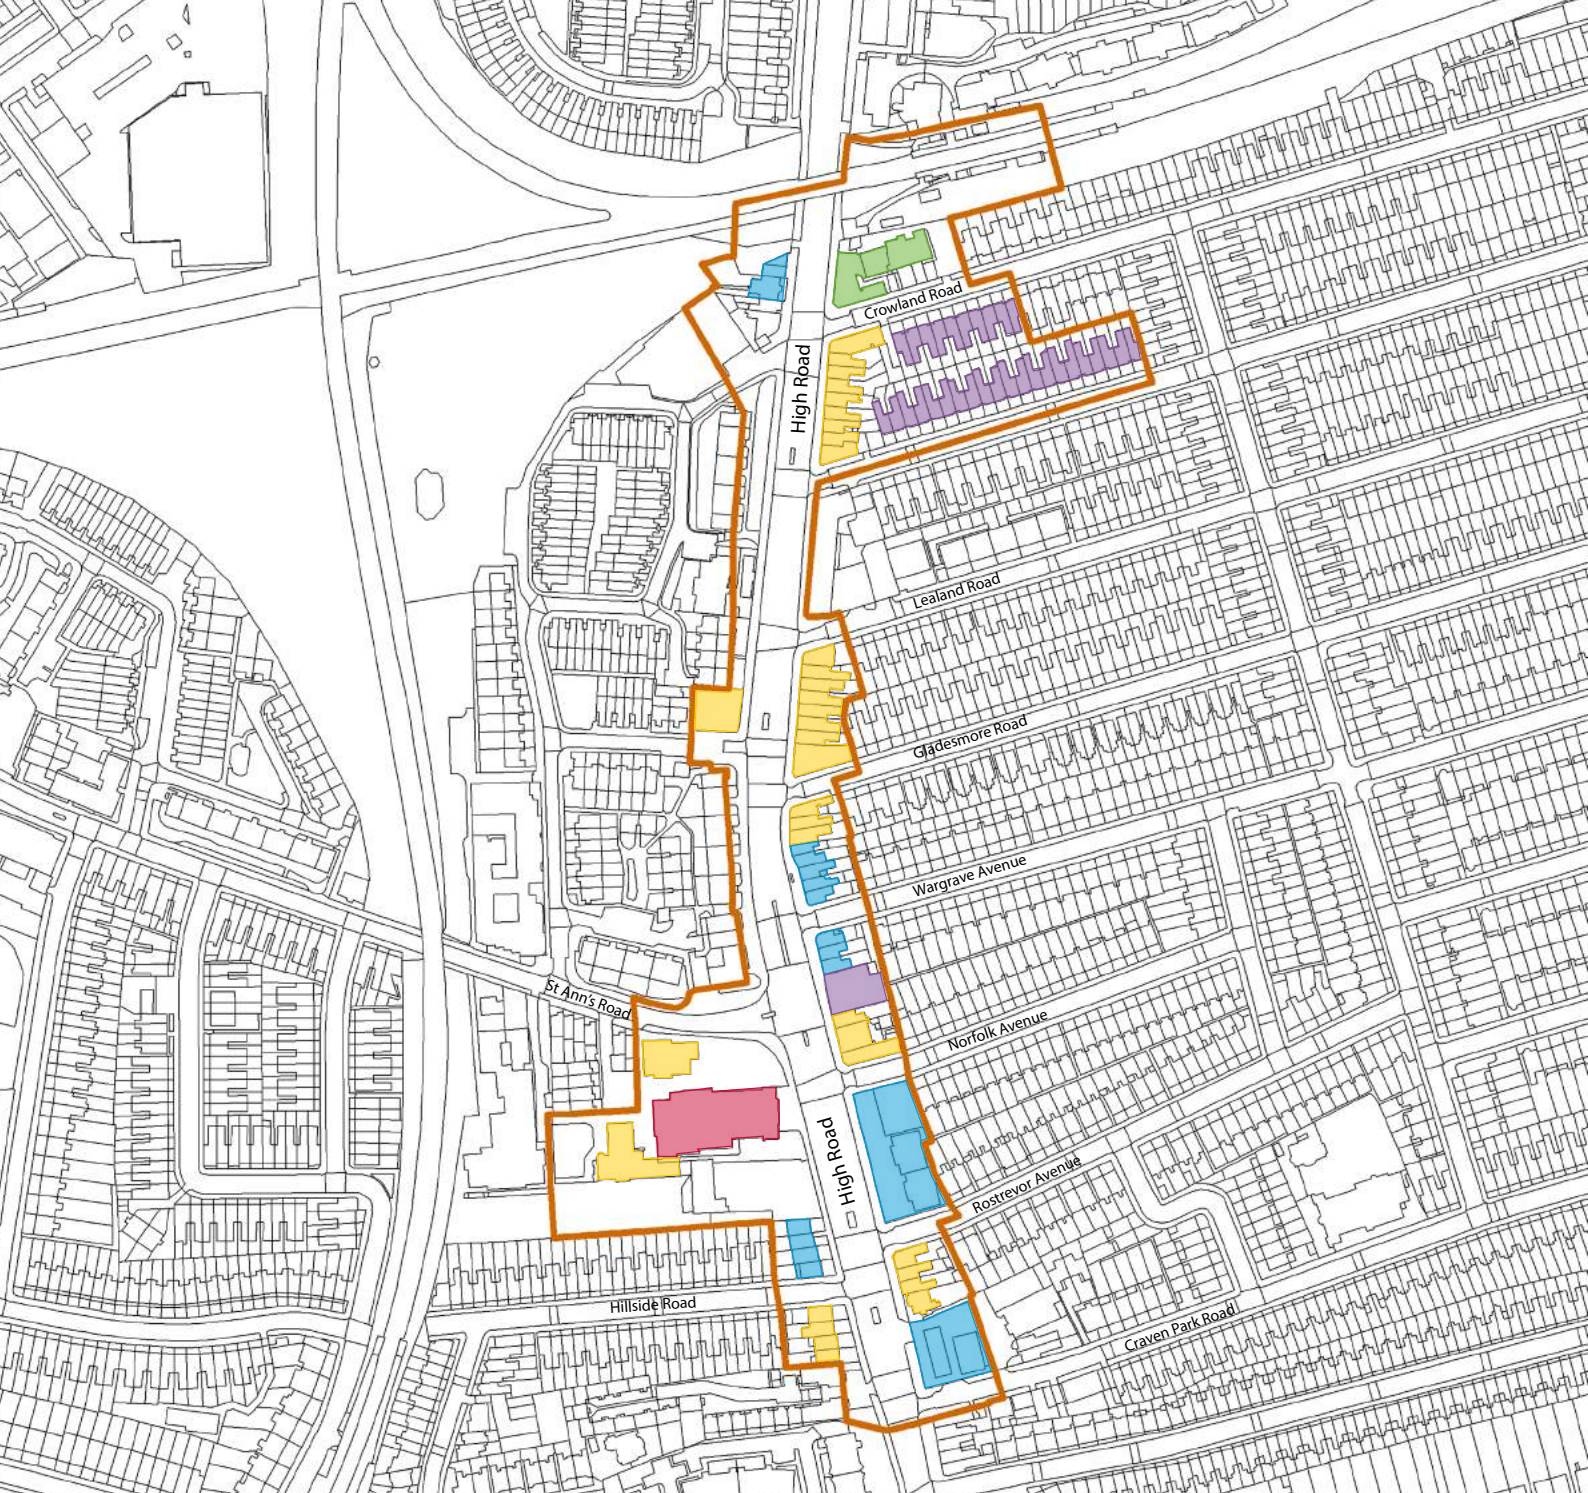 Crowland Road
High Road
Lealand Road
Gladesmore Road
Wargrave Avenue
St Ann's Road
Norfolk Avenue
High Road
Rostrevor Avenue
Hillside Road
Craven Park Road